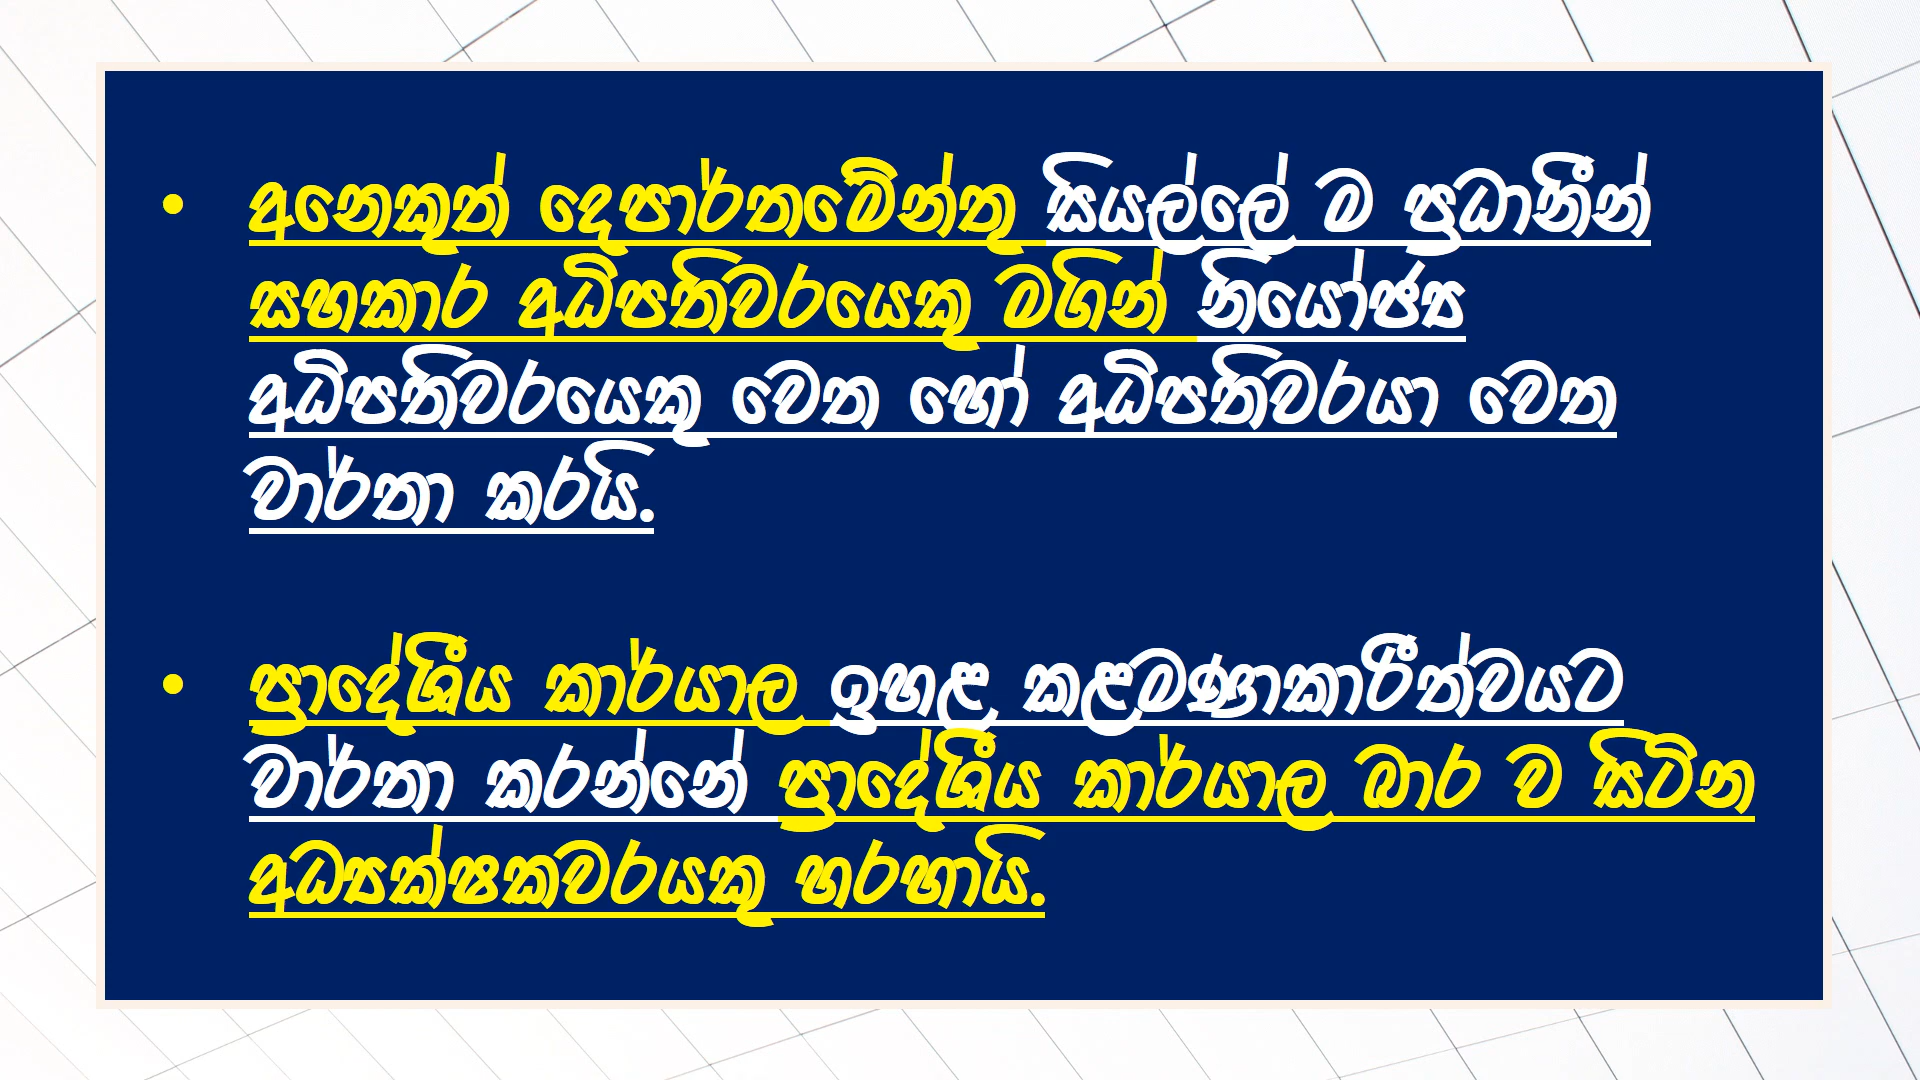 • අනෙකුත් දෙපාර්තමේන්තු සියල්ලේ ම ප්‍රධානීන්
සහකාර අධිපතිවරයෙකු මගින් නියෝජ්‍ය
අධිපතිවරයෙකු වෙත හෝ අධිපතිවරයා වෙත
වාර්තා කරයි.
• ප්‍රාදේශීය කාර්යාල ඉහළ කළමණාකාරීත්වයට
වාර්තා කරන්නේ ප්‍රාදේශීය කාර්යාල බාර ව සිටින
අධ්‍යක්ෂකවරයකු හරහායි.